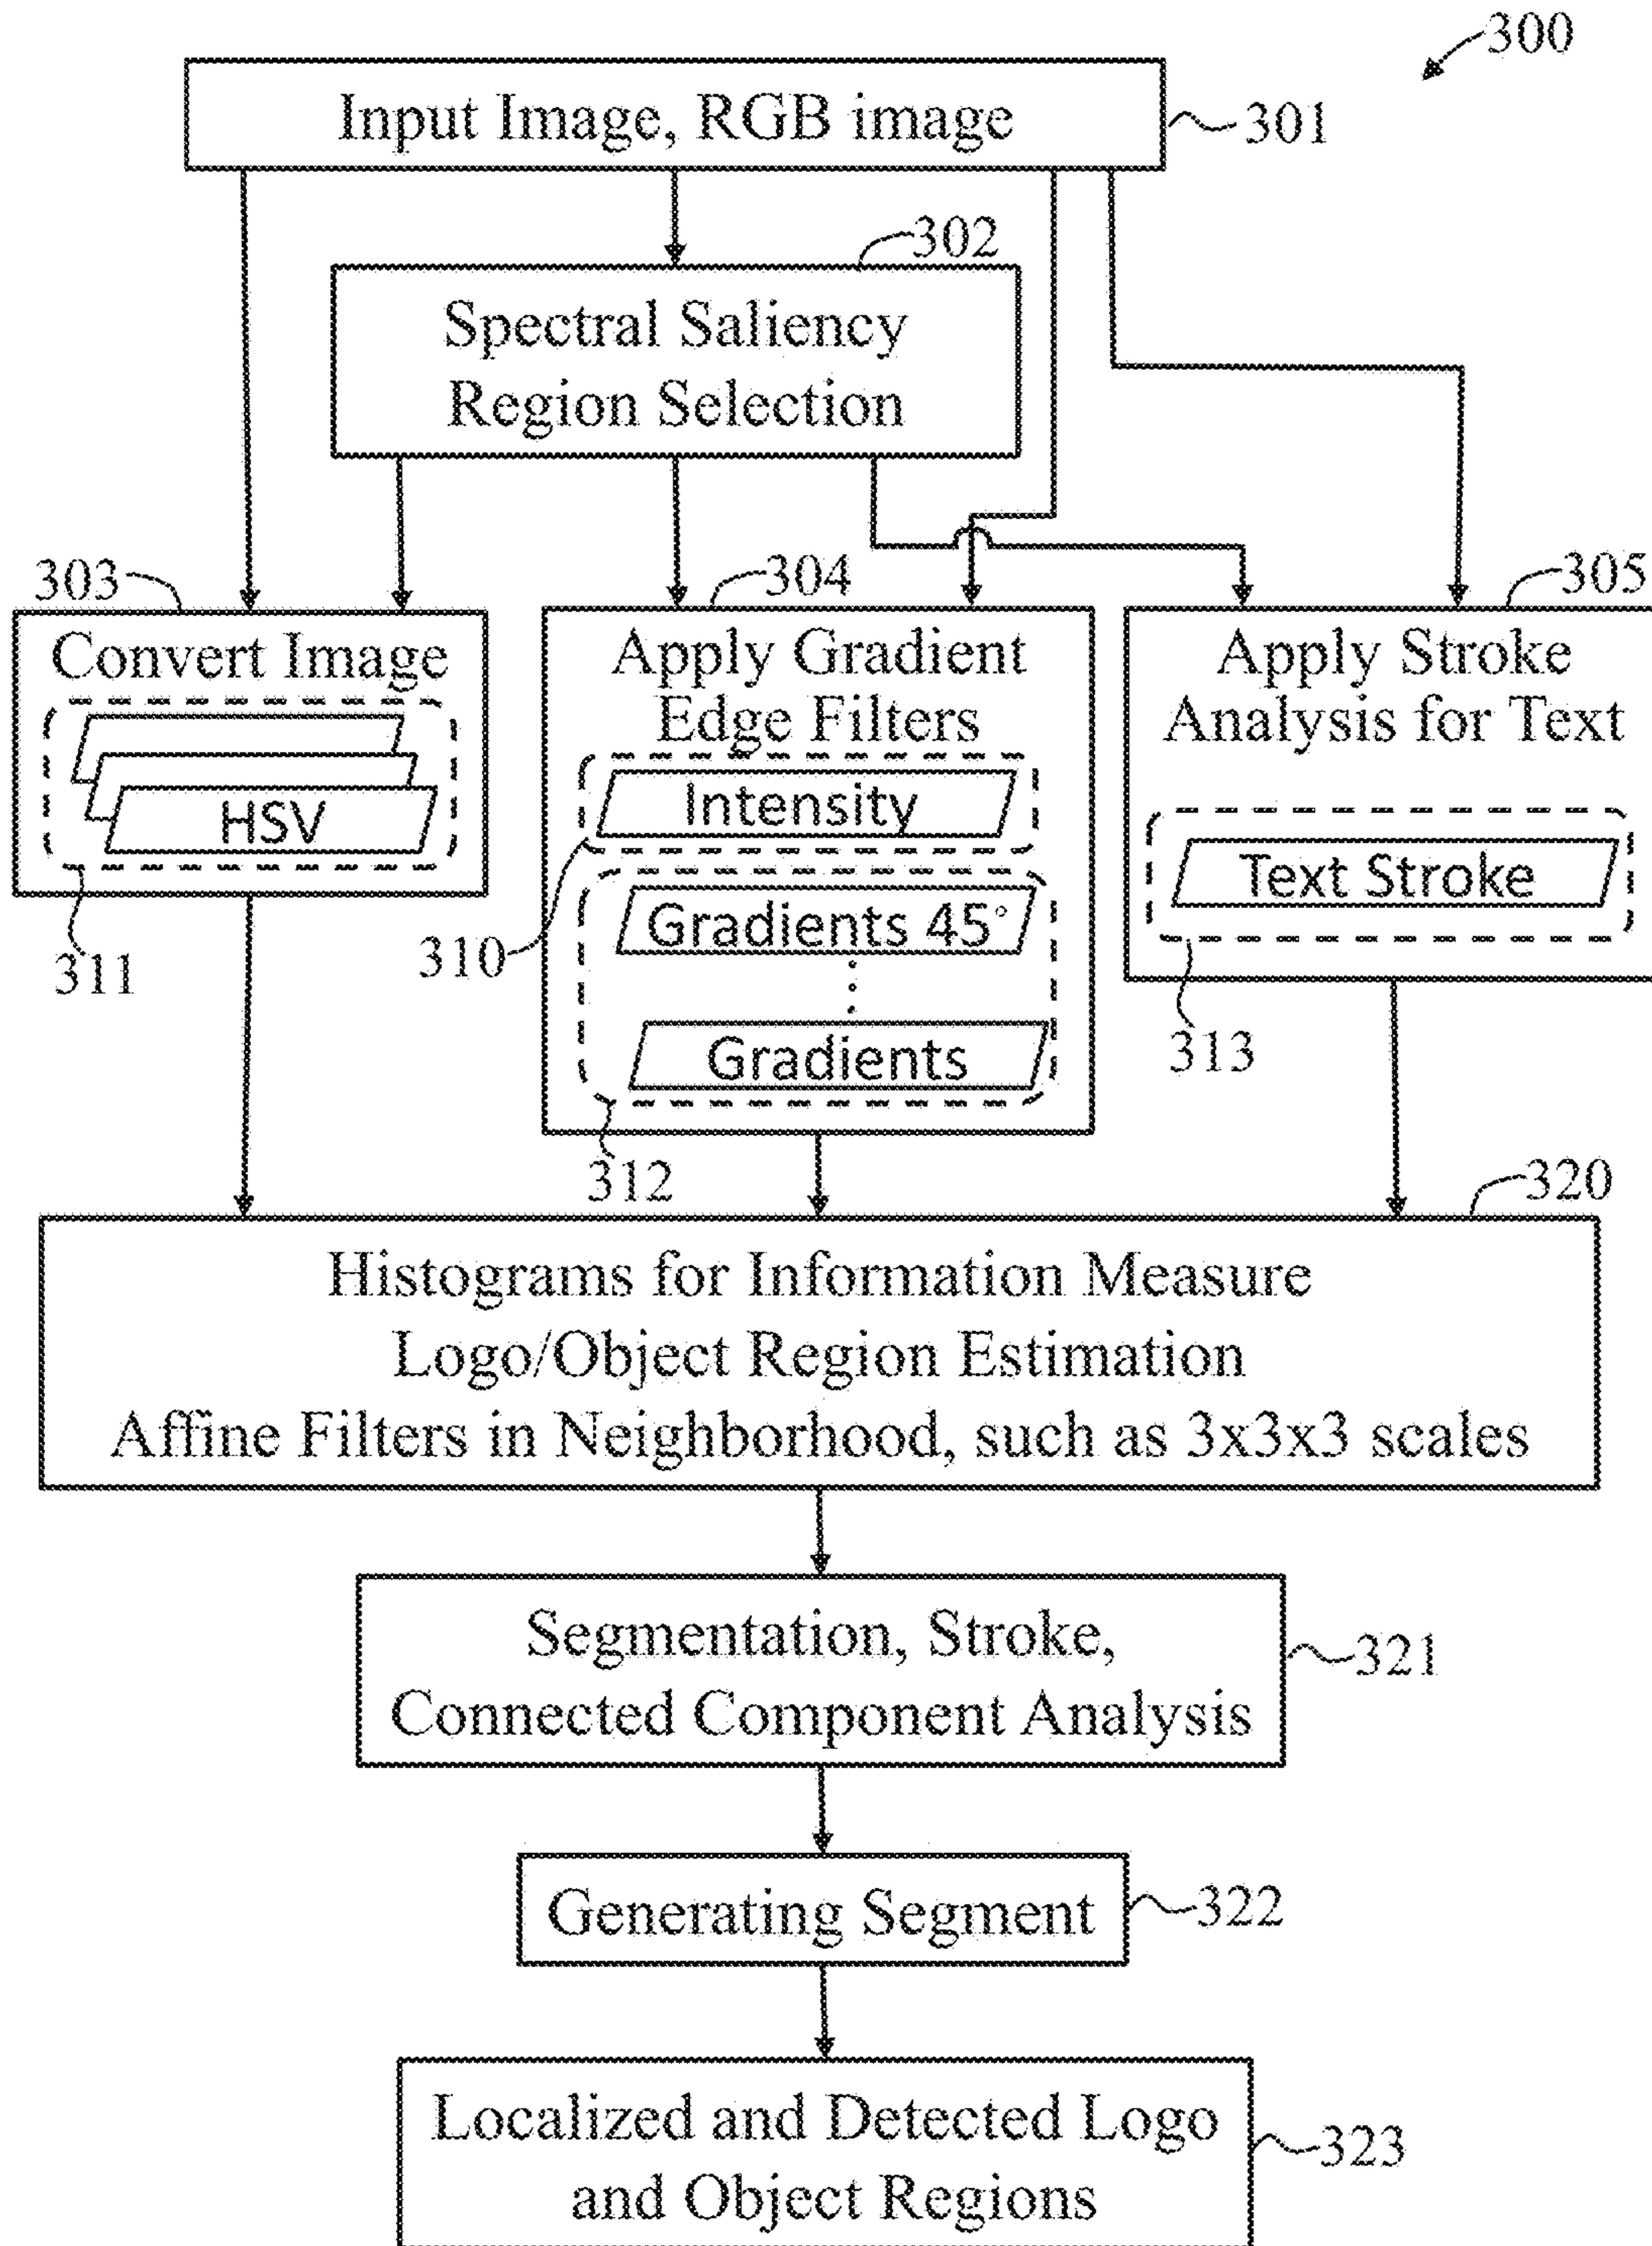 300
Input Image, RGB image
301
302
Spectral Saliency
Region Selection
303
304
305
Convert Image
HSV
311
Apply Gradient
Edge Filters
Intensity
310
Gradients 45°
Gradients
312
Apply Stroke
Analysis for Text
Text Stroke
313
320
Histograms for Information Measure
Logo/Object Region Estimation
Affine Filters in Neighborhood, such as 3x3x3 scales
Segmentation, Stroke,
Connected Component Analysis
321
Generating Segment
322
Localized and Detected Logo
and Object Regions
323